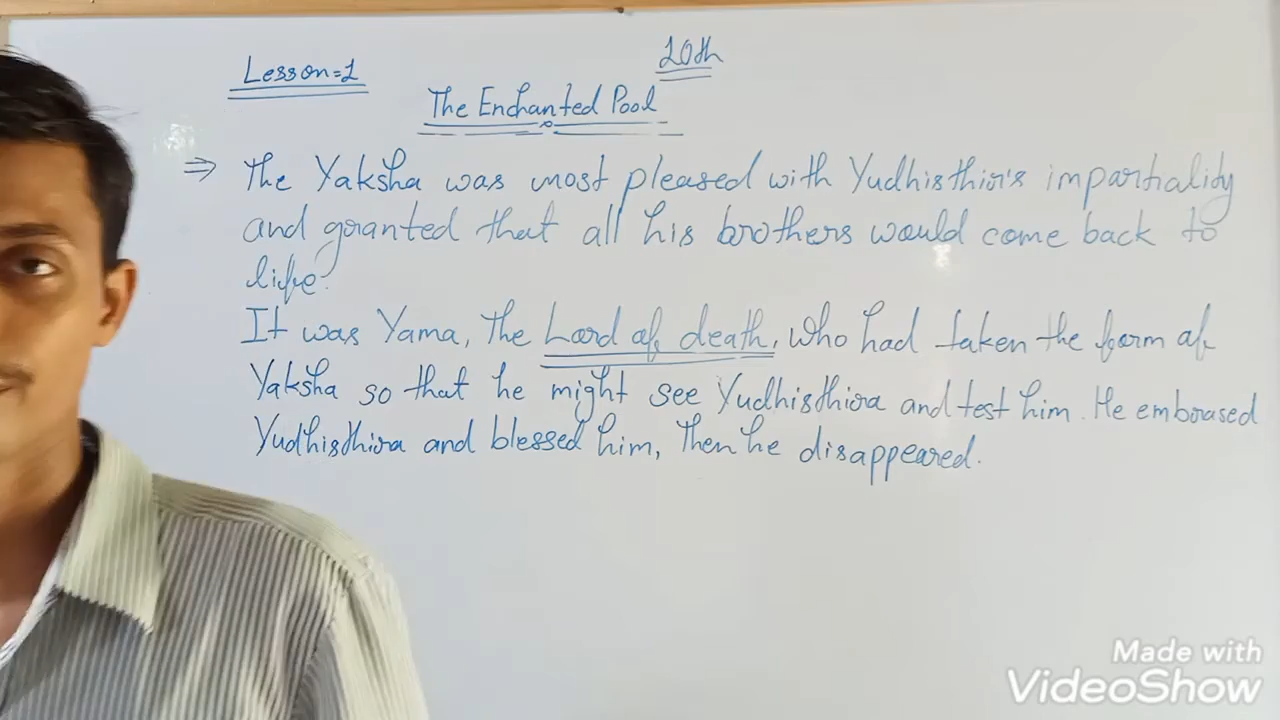 Lesson=1
10th
The Enchanted Pool
⇒ The Yaksha was most pleased with Yudhisthir's impartiality
and granted that all his brothers would come back to
life.
It was Yama, the Lord of death, who had taken the form of
Yaksha so that he might see Yudhisthira and test him. He embrased
Yudhisthira and blessed him, Then he disappeared.
Made with
VideoShow